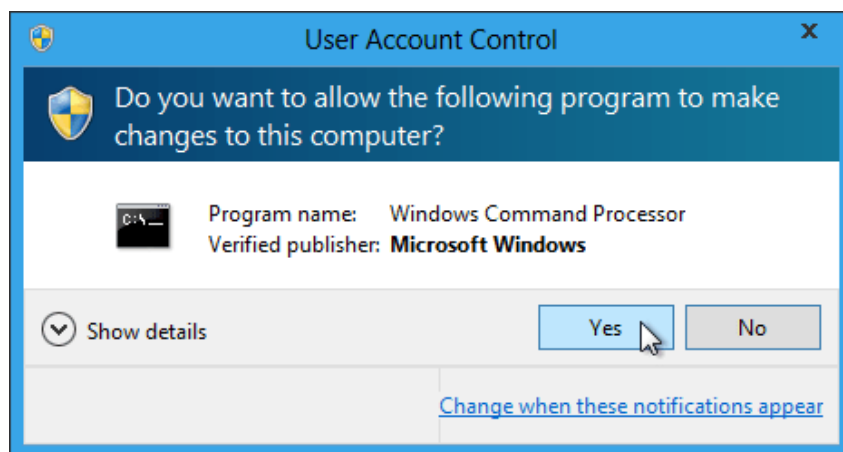 User Account Control
x
Do you want to allow the following program to make
changes to this computer?
C:\_
Program name: Windows Command Processor
Verified publisher: Microsoft Windows
Show details
Yes
No
Change when these notifications appear